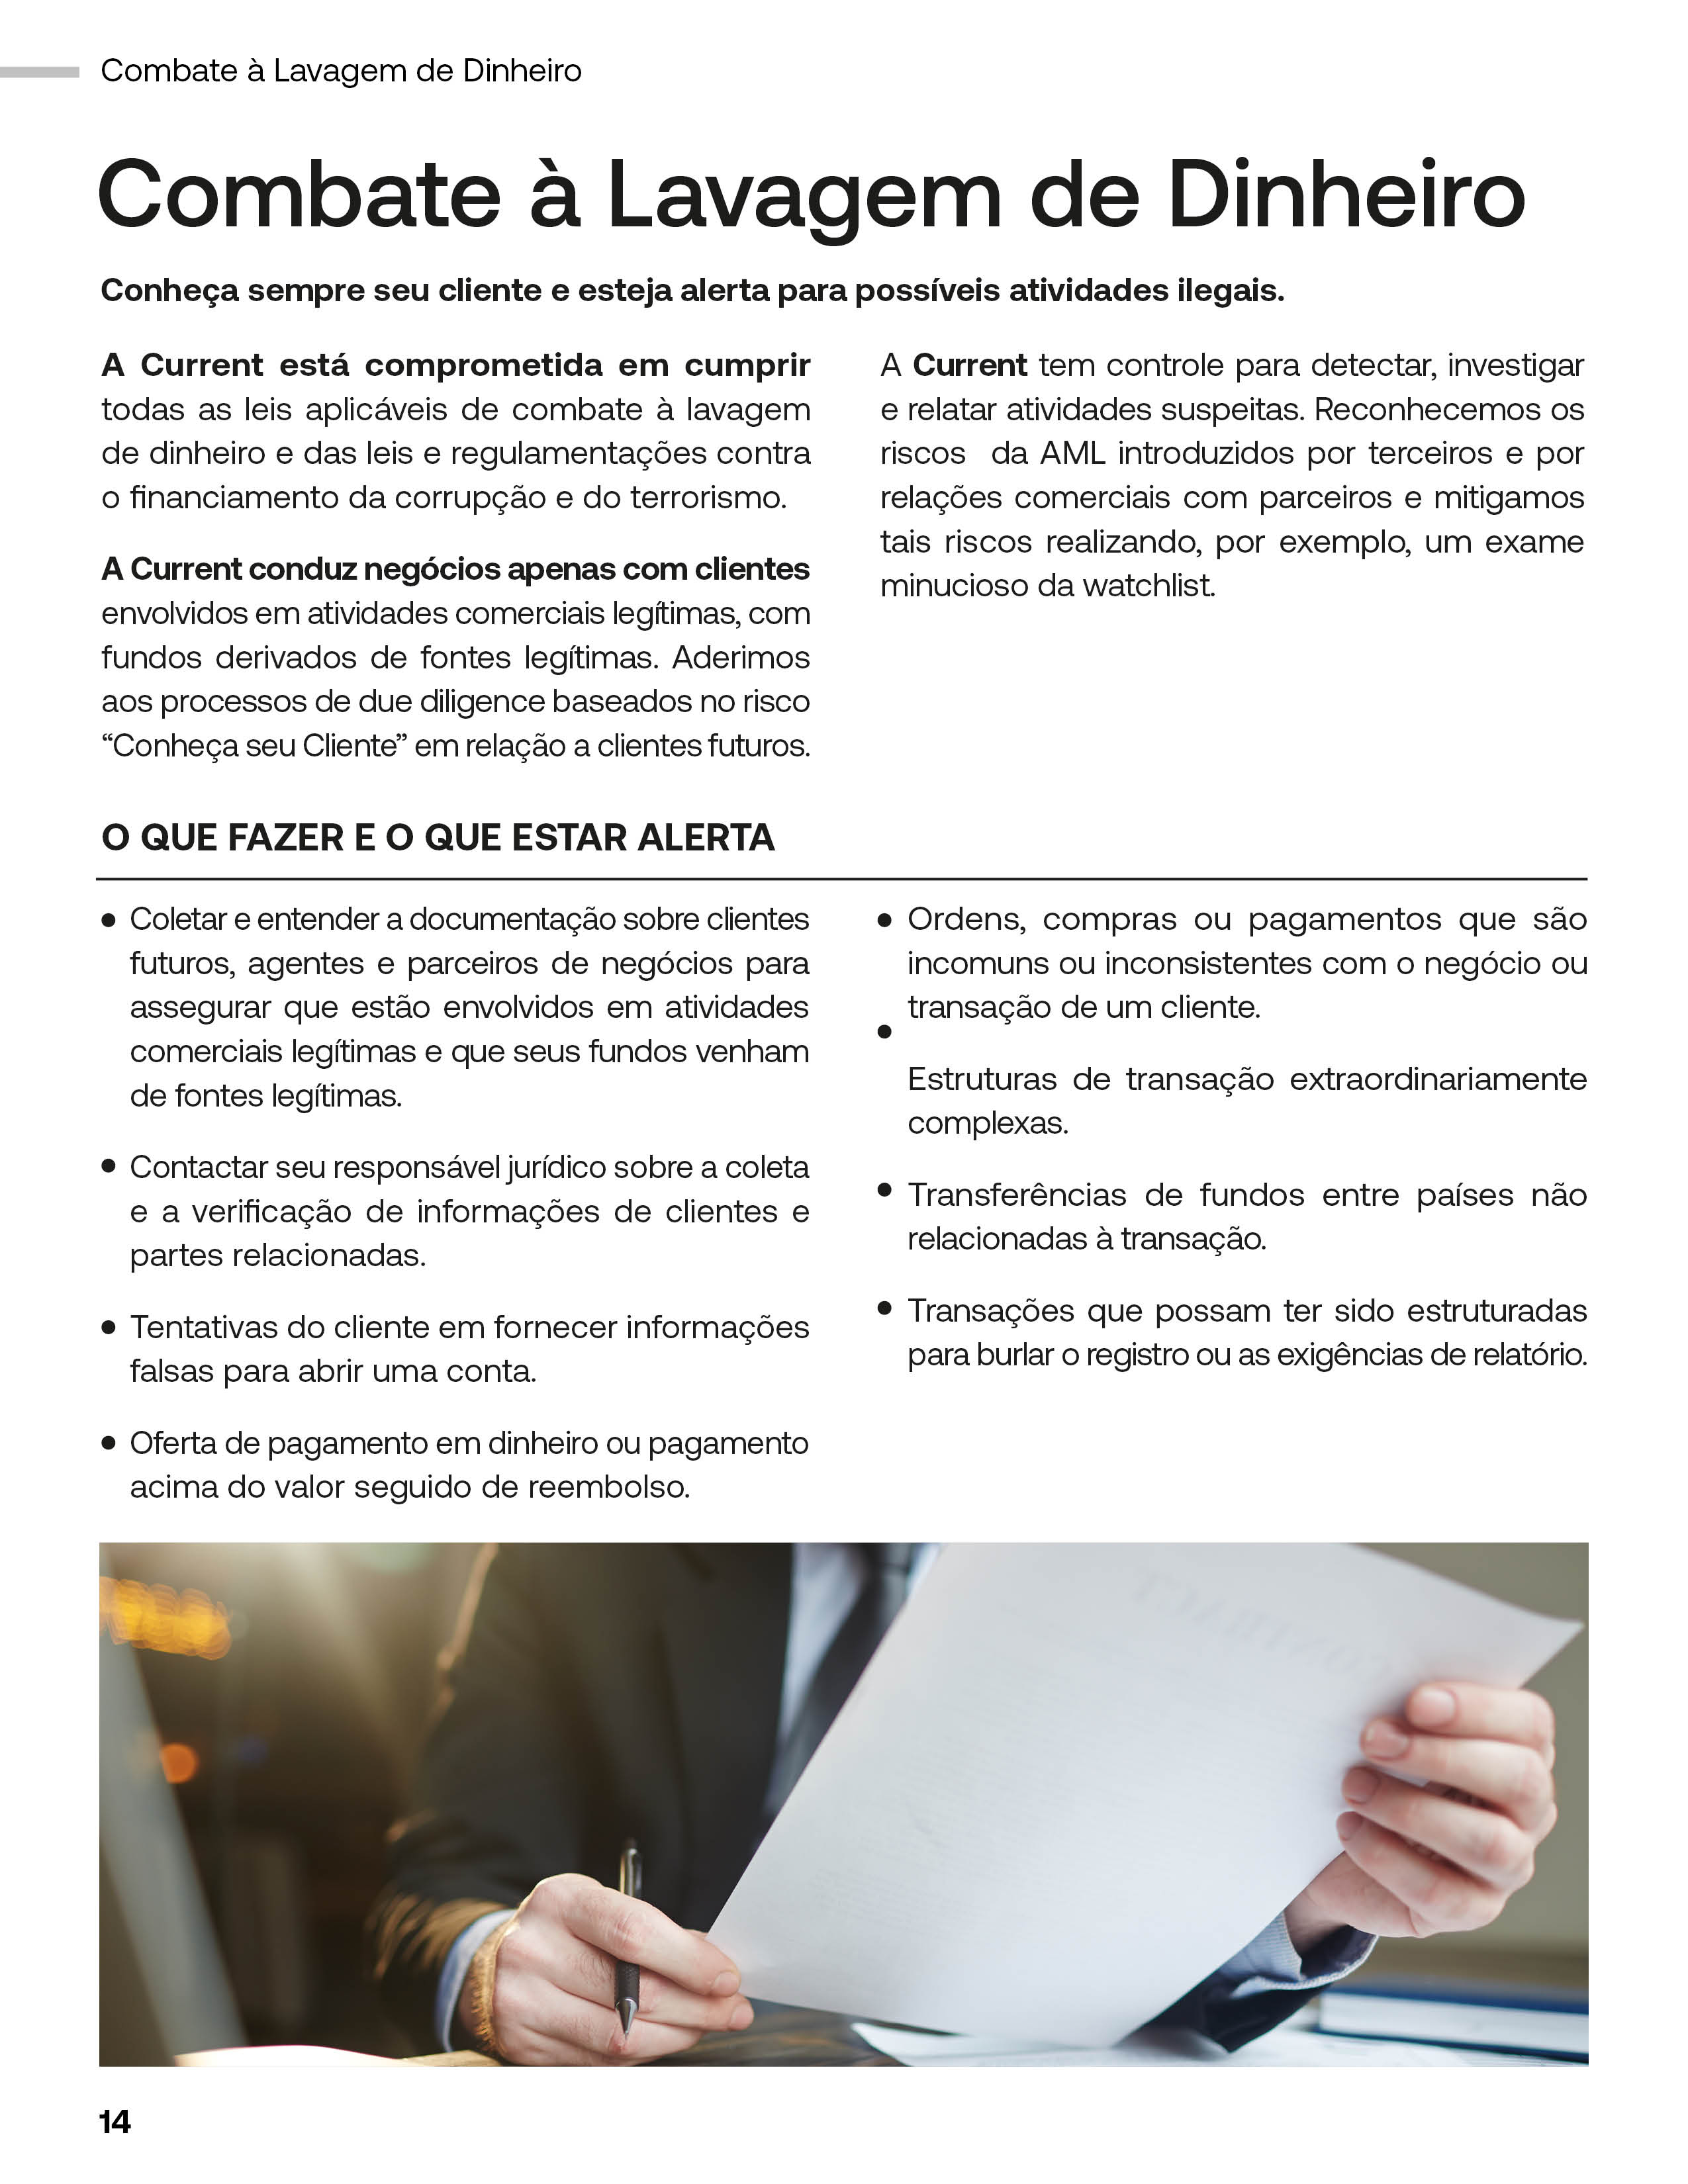 Combate à Lavagem de Dinheiro
Combate à Lavagem de Dinheiro
Conheça sempre seu cliente e esteja alerta para possíveis atividades ilegais.
A Current está comprometida em cumprir
todas as leis aplicáveis de combate à lavagem
de dinheiro e das leis e regulamentações contra
o financiamento da corrupção e do terrorismo.
A Current conduz negócios apenas com clientes
envolvidos em atividades comerciais legítimas, com
fundos derivados de fontes legítimas. Aderimos
aos processos de due diligence baseados no risco
“Conheça seu Cliente” em relação a clientes futuros.
A Current tem controle para detectar, investigar
e relatar atividades suspeitas. Reconhecemos os
riscos da AML introduzidos por terceiros e por
relações comerciais com parceiros e mitigamos
tais riscos realizando, por exemplo, um exame
minucioso da watchlist.
O QUE FAZER E O QUE ESTAR ALERTA
• Coletar e entender a documentação sobre clientes
futuros, agentes e parceiros de negócios para
assegurar que estão envolvidos em atividades
comerciais legítimas e que seus fundos venham
de fontes legítimas.
• Contactar seu responsável jurídico sobre a coleta
e a verificação de informações de clientes e
partes relacionadas.
• Tentativas do cliente em fornecer informações
falsas para abrir uma conta.
• Oferta de pagamento em dinheiro ou pagamento
acima do valor seguido de reembolso.
• Ordens, compras ou pagamentos que são
incomuns ou inconsistentes com o negócio ou
transação de um cliente.
• Estruturas de transação extraordinariamente
complexas.
• Transferências de fundos entre países não
relacionadas à transação.
• Transações que possam ter sido estruturadas
para burlar o registro ou as exigências de relatório.
CONTRACT
14